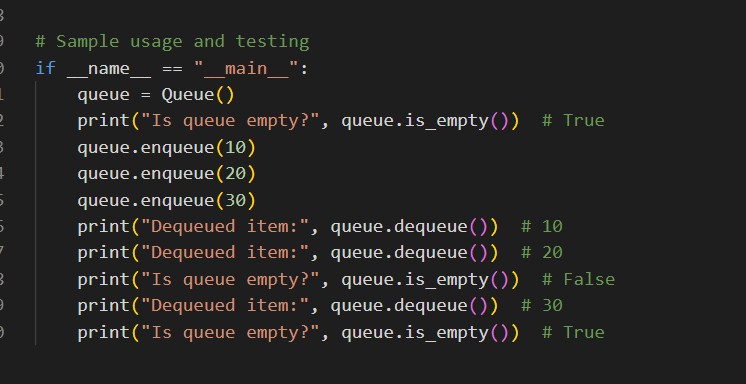 # Sample usage and testing
if __name__ == "__main__":
    queue = Queue()
    print("Is queue empty?", queue.is_empty())  # True
    queue.enqueue(10)
    queue.enqueue(20)
    queue.enqueue(30)
    print("Dequeued item:", queue.dequeue())  # 10
    print("Dequeued item:", queue.dequeue())  # 20
    print("Is queue empty?", queue.is_empty())  # False
    print("Dequeued item:", queue.dequeue())  # 30
    print("Is queue empty?", queue.is_empty())  # True